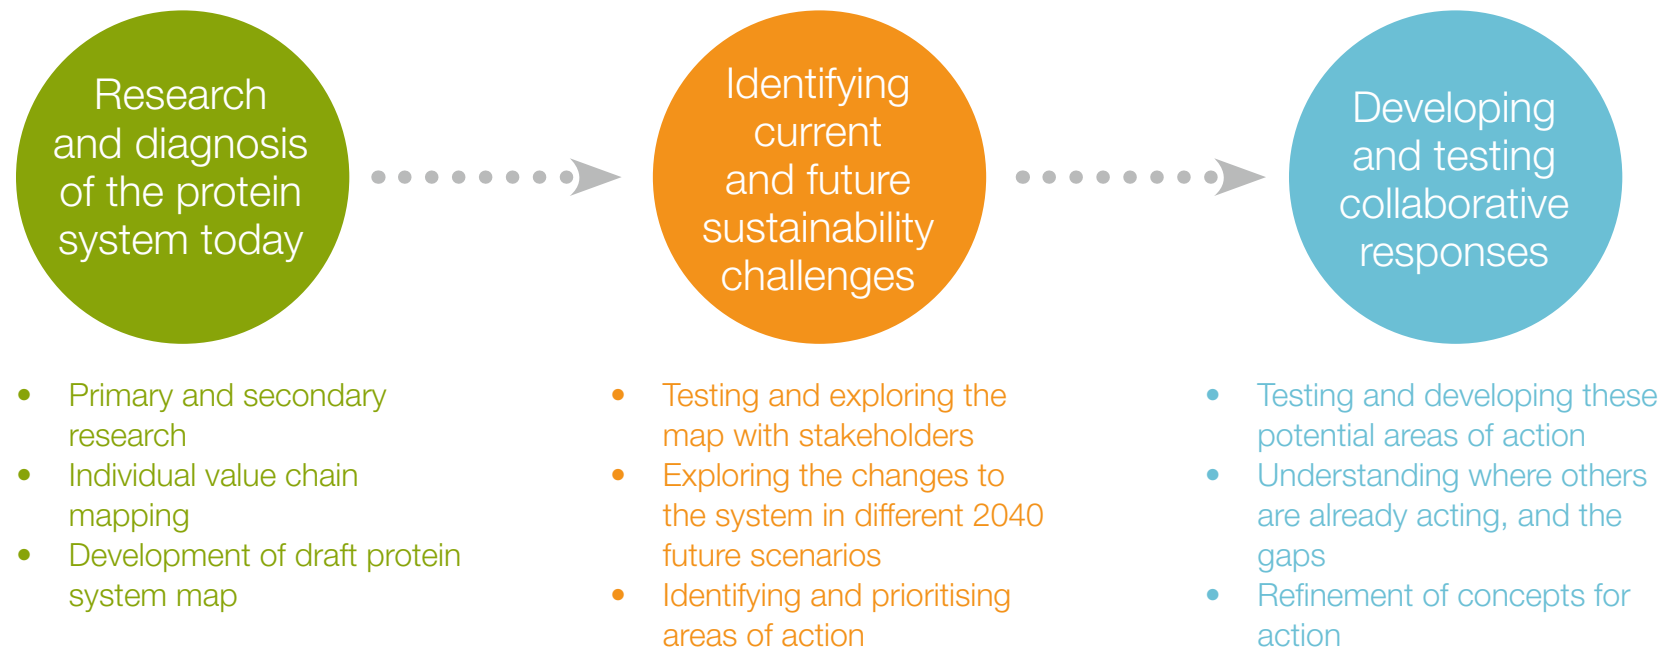 Research
and diagnosis
of the protein
system today
Identifying
current
and future
sustainability
challenges
Developing
and testing
collaborative
responses
• Primary and secondary
research
• Individual value chain
mapping
• Development of draft protein
system map
• Testing and exploring the
map with stakeholders
• Exploring the changes to
the system in different 2040
future scenarios
• Identifying and prioritising
areas of action
• Testing and developing these
potential areas of action
• Understanding where others
are already acting, and the
gaps
• Refinement of concepts for
action